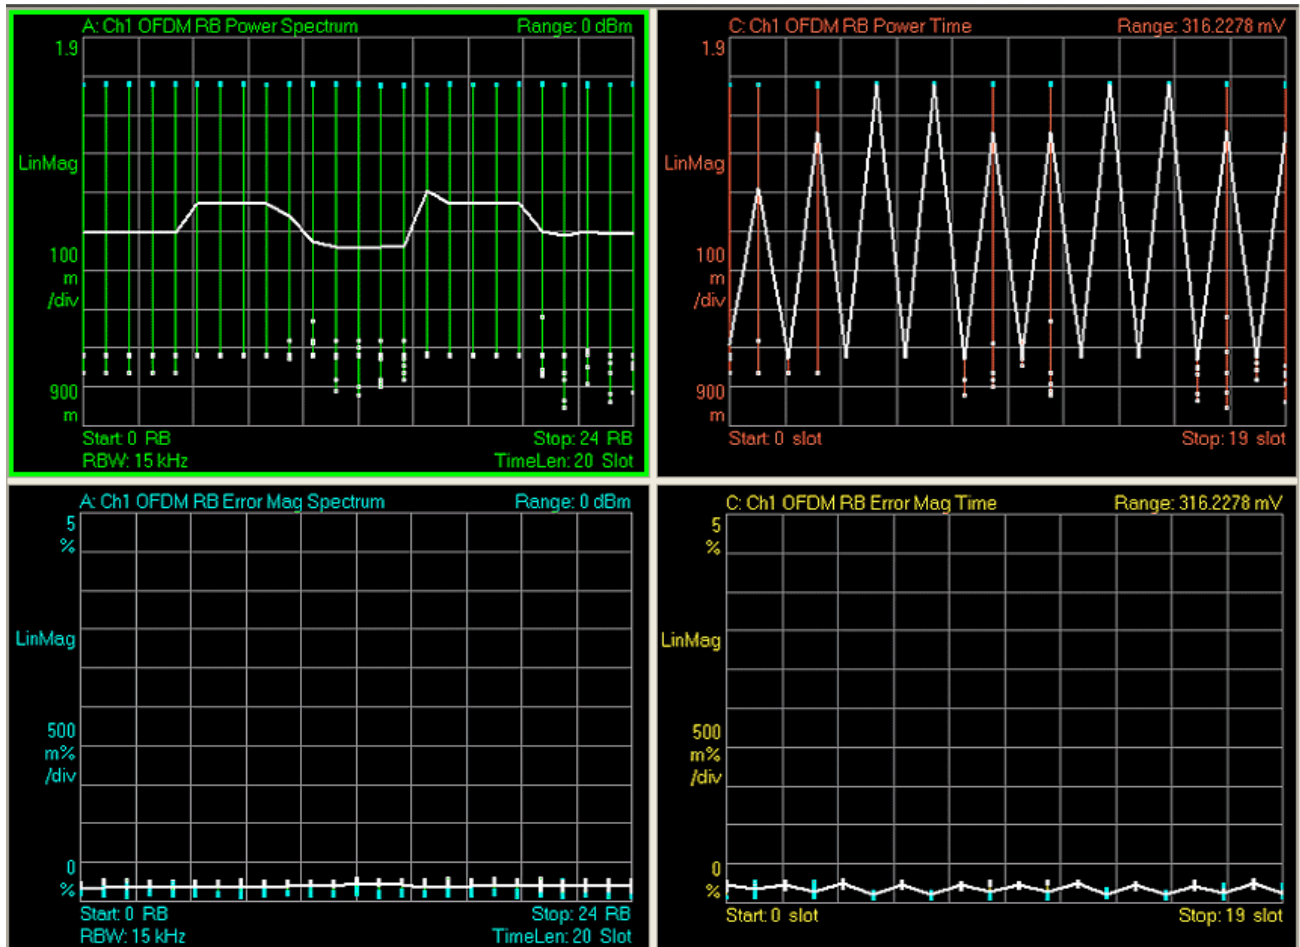 A: Ch1 OFDM RB Power Spectrum Range: 0 dBm
1.9
LinMag
100
m
/div
900
m
Start: 0 RB Stop: 24 RB
RBW: 15 kHz TimeLen: 20 Slot
C: Ch1 OFDM RB Power Time Range: 316.2278 mV
1.9
LinMag
100
m
/div
900
m
Start: 0 slot Stop: 19 slot
A: Ch1 OFDM RB Error Mag Spectrum Range: 0 dBm
5
%
LinMag
500
m%
/div
0
%
Start: 0 RB Stop: 24 RB
RBW: 15 kHz TimeLen: 20 Slot
C: Ch1 OFDM RB Error Mag Time Range: 316.2278 mV
5
%
LinMag
500
m%
/div
0
%
Start: 0 slot Stop: 19 slot